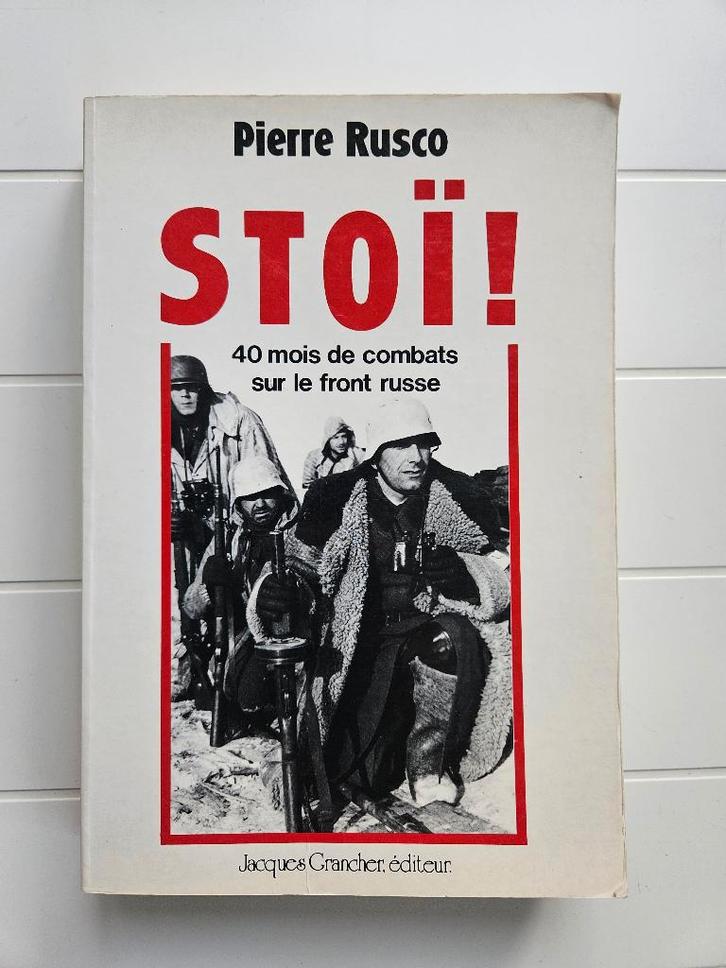 Pierre Rusco
STOÏ!
40 mois de combats
sur le front russe
Jacques Grancher, éditeur.